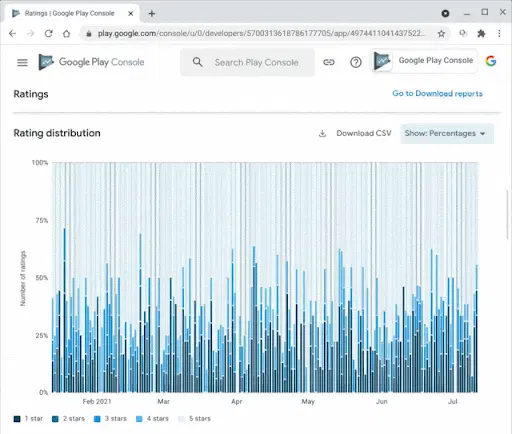 Ratings | Google Play Console
play.google.com/console/u/0/developers/5700313618786177705/app/4974411041437522...
Google Play Console
Search Play Console
Google Play Console
Ratings
Go to Download reports
Rating distribution
Download CSV
Show: Percentages
100%
75%
50%
25%
0%
Number of ratings
Feb 2021
Mar
Apr
May
Jun
Jul
1 star
2 stars
3 stars
4 stars
5 stars